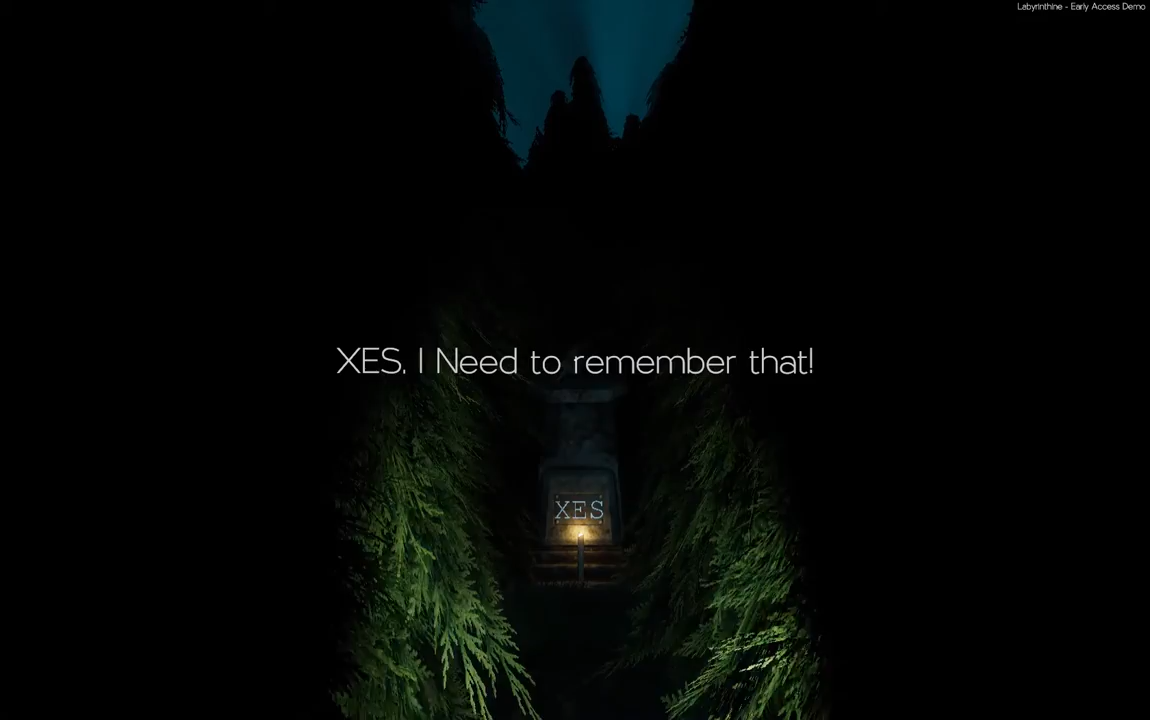 Labyrinthine - Early Access Demo
XES. I Need to remember that!
XES